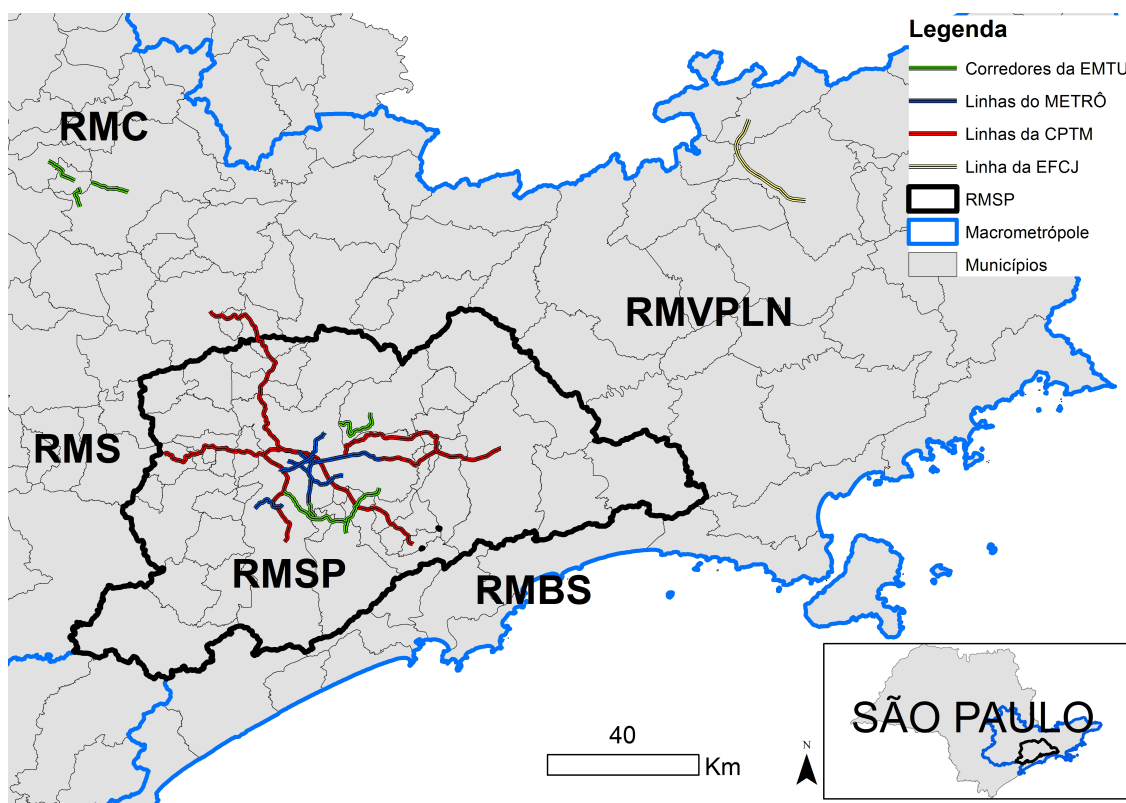 Legenda
Corredores da EMTU
Linhas do METRÔ
Linhas da CPTM
Linha da EFCJ
RMSP
Macrometrópole
Municípios
RMC
RMVPLN
RMS
RMSP
RMBS
SÃO PAULO
40
Km
N